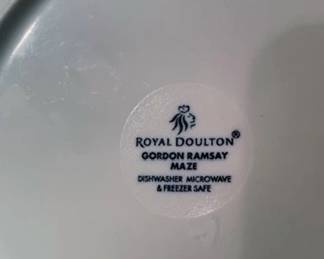 ROYAL DOULTON®
GORDON RAMSAY
MAZE
DISHWASHER MICROWAVE
& FREEZER SAFE